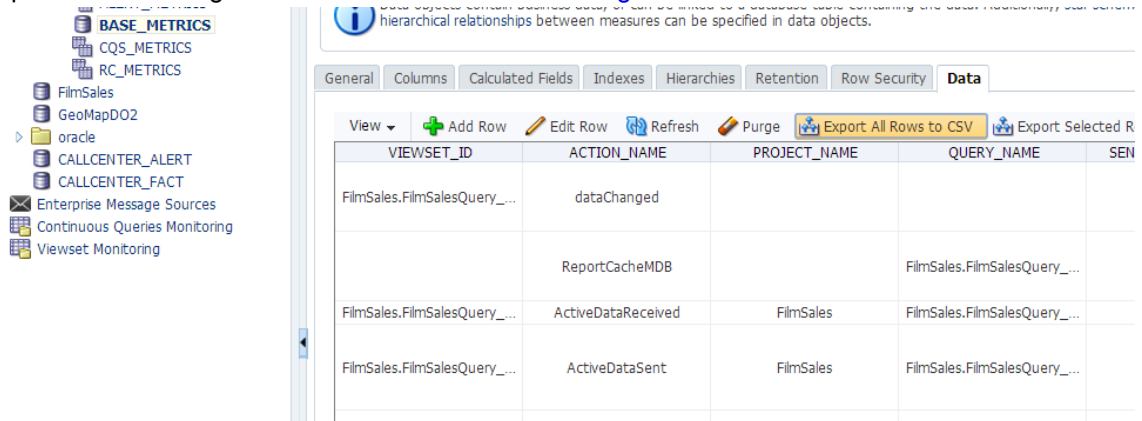 BASE_METRICS
CQS_METRICS
RC_METRICS
FilmSales
GeoMapDO2
oracle
CALLCENTER_ALERT
CALLCENTER_FACT
Enterprise Message Sources
Continuous Queries Monitoring
Viewset Monitoring
hierarchical relationships between measures can be specified in data objects.
General Columns Calculated Fields Indexes Hierarchies Retention Row Security Data
View Add Row Edit Row Refresh Purge Export All Rows to CSV Export Selected R
VIEWSET_ID ACTION_NAME PROJECT_NAME QUERY_NAME SEN
FilmSales.FilmSalesQuery_... dataChanged
ReportCacheMDB FilmSales.FilmSalesQuery_...
FilmSales.FilmSalesQuery_... ActiveDataReceived FilmSales FilmSales.FilmSalesQuery_...
FilmSales.FilmSalesQuery_... ActiveDataSent FilmSales FilmSales.FilmSalesQuery_...